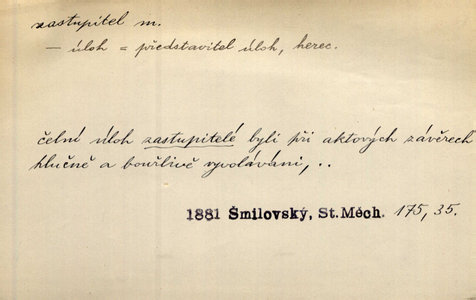 zastupitel m.
— úloh = představitel úloh, herec.
čelní úloh zastupitelé byli při aktových závěrech
hlučně a bouřlivě vyvoláváni, ..
1881 Šmilovský, St. Měch. 175, 35.